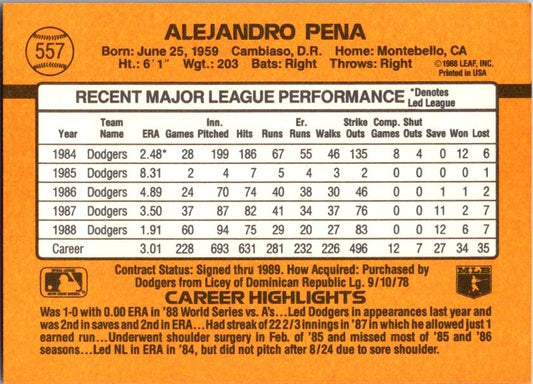 557
ALEJANDRO PENA
Born: June 25, 1959 Cambiaso, D.R. Home: Montebello, CA
Ht.: 6'1" Wgt.: 203 Bats: Right Throws: Right
©1988 LEAF, INC.
Printed in USA
RECENT MAJOR LEAGUE PERFORMANCE *Denotes Led League
Year Team Name ERA Games Inn. Pitched Hits Runs Er. Runs Walks Strike Outs Comp. Games Shut Outs Save Won Lost
1984 Dodgers 2.48* 28 199 186 67 55 46 135 8 4 0 12 6
1985 Dodgers 8.31 2 4 7 5 4 3 2 0 0 0 0 1
1986 Dodgers 4.89 24 70 74 40 38 30 46 0 0 1 1 2
1987 Dodgers 3.50 37 87 82 41 34 37 76 0 0 11 2 7
1988 Dodgers 1.91 60 94 75 29 20 27 83 0 0 12 6 7
Career 3.01 228 693 631 281 232 226 496 12 7 27 34 35
Contract Status: Signed thru 1989. How Acquired: Purchased by
Dodgers from Licey of Dominican Republic Lg. 9/10/78
MLB
CAREER HIGHLIGHTS
Was 1-0 with 0.00 ERA in '88 World Series vs. A's...Led Dodgers in appearances last year and
was 2nd in saves and 2nd in ERA...Had streak of 22 2/3 innings in '87 in which he allowed just 1
earned run...Underwent shoulder surgery in Feb. of '85 and missed most of '85 and '86
seasons...Led NL in ERA in '84, but did not pitch after 8/24 due to sore shoulder.